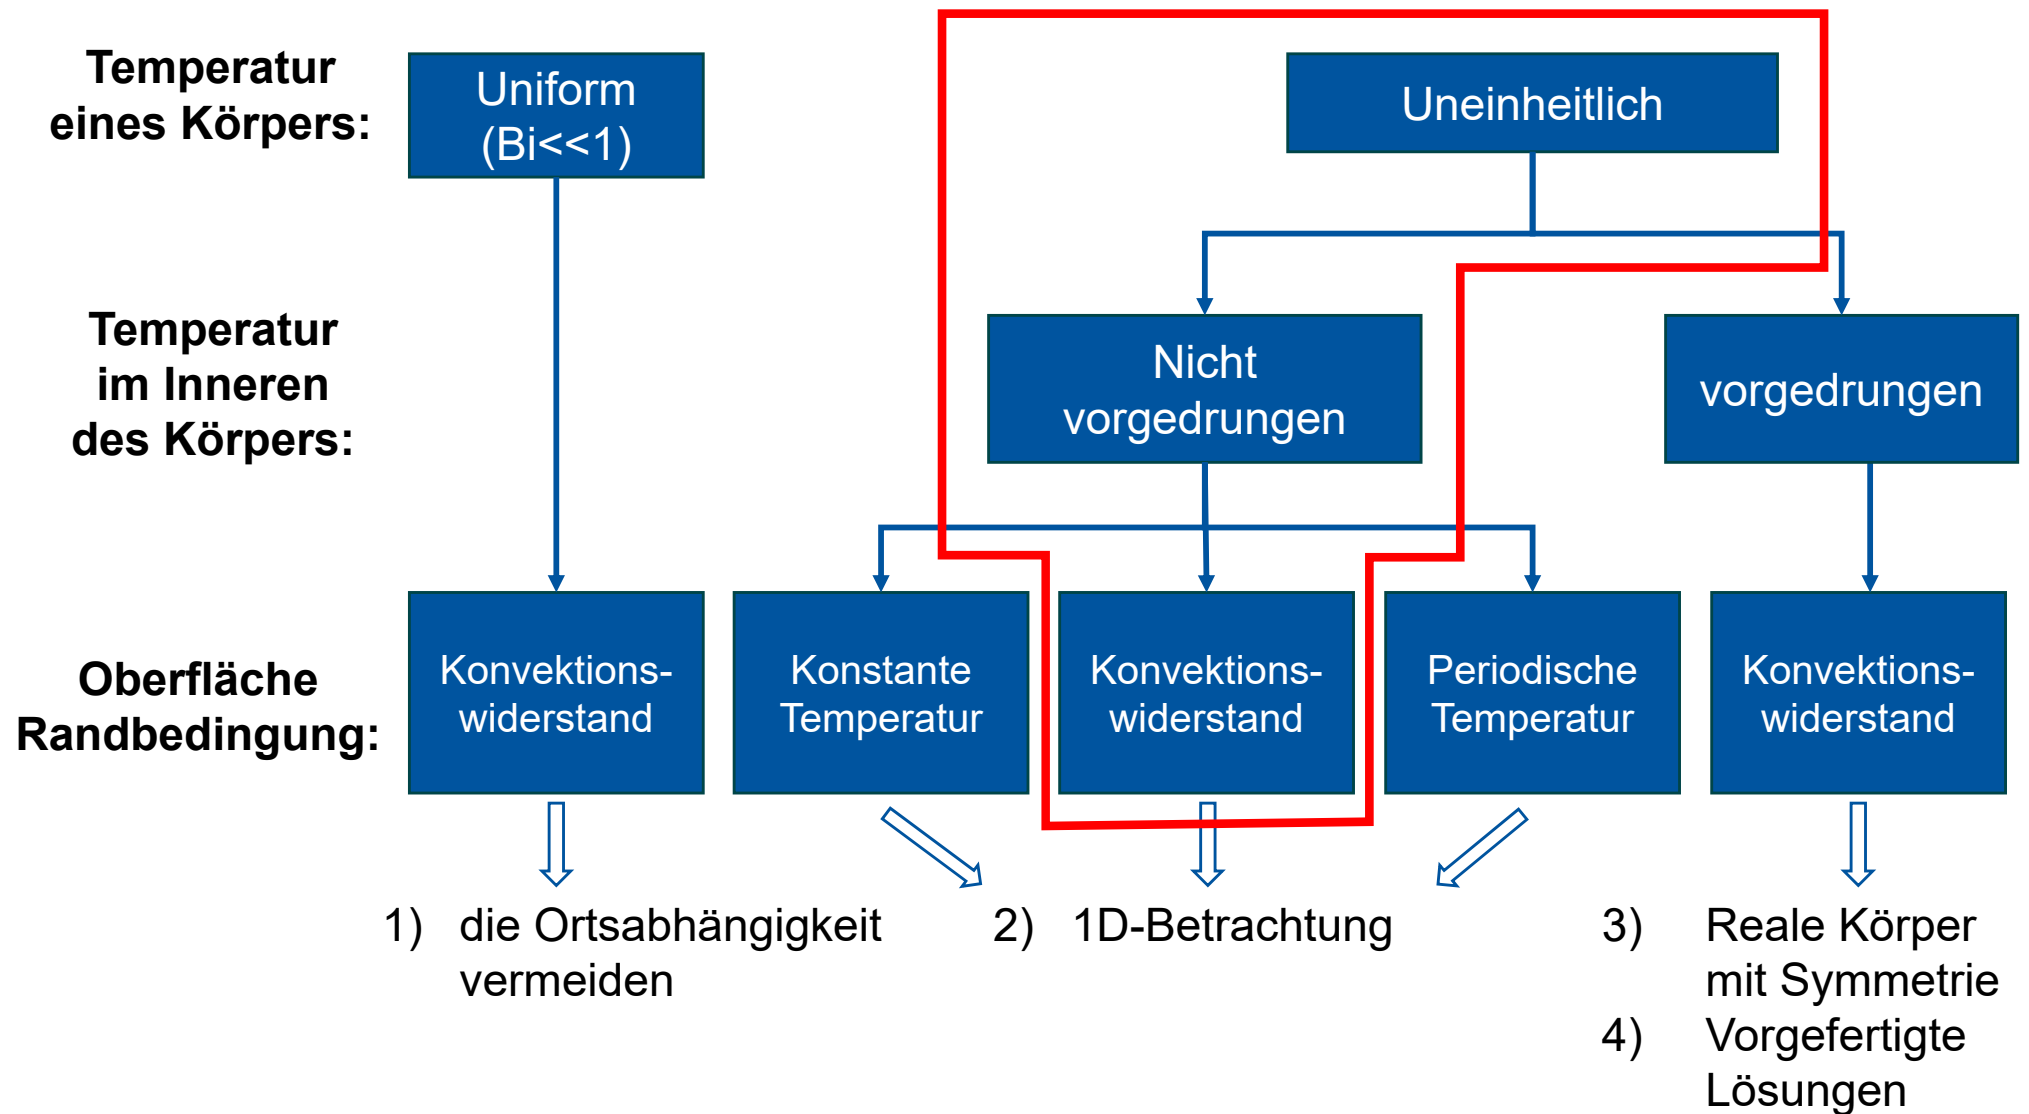 Temperatur
eines Körpers:
Uniform
(Bi<<1)
Uneinheitlich
Temperatur
im Inneren
des Körpers:
Nicht
vorgedrungen
vorgedrungen
Oberfläche
Randbedingung:
Konvektions-
widerstand
Konstante
Temperatur
Konvektions-
widerstand
Periodische
Temperatur
Konvektions-
widerstand
1) die Ortsabhängigkeit
vermeiden
2) 1D-Betrachtung
3) Reale Körper
mit Symmetrie
4) Vorgefertigte
Lösungen